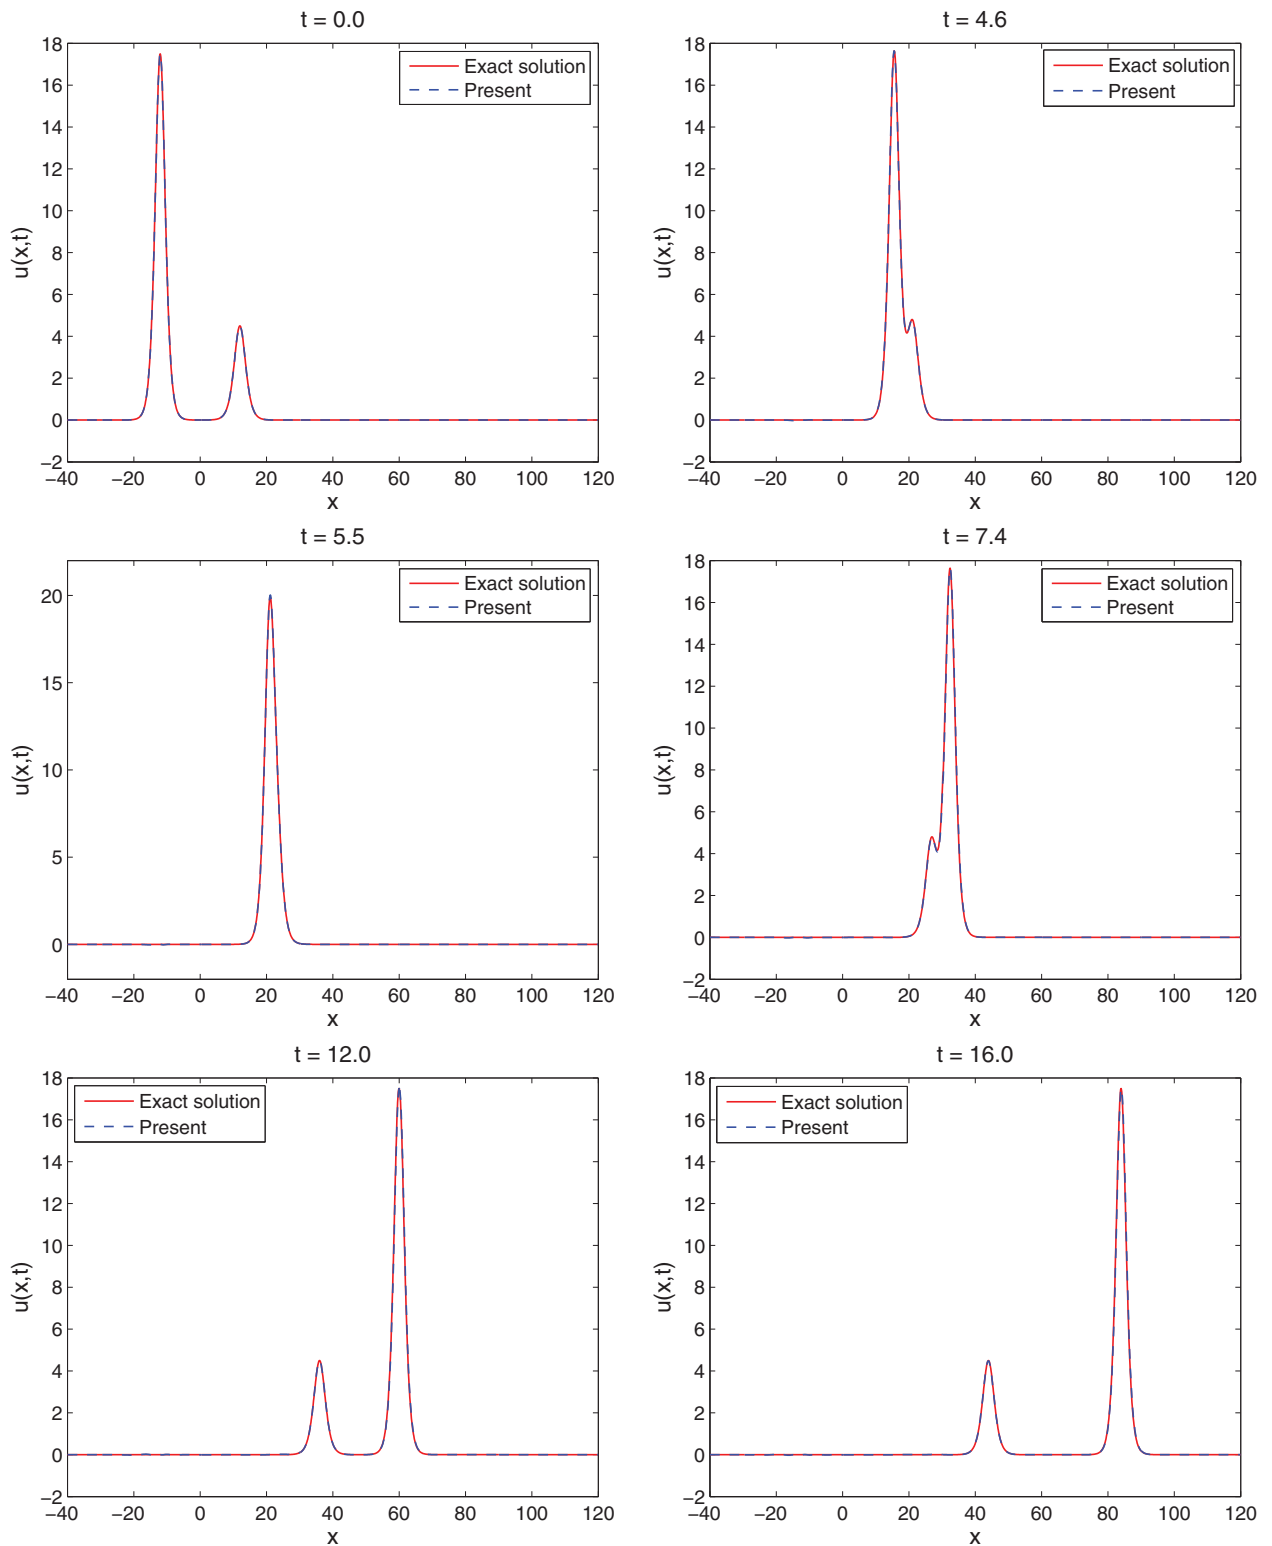 t = 0.0
18
16
14
12
10
8
6
4
2
0
−2
u(x,t)
Exact solution
Present
−40 −20 0 20 40 60 80 100 120
x
t = 4.6
18
16
14
12
10
8
6
4
2
0
−2
u(x,t)
Exact solution
Present
−40 −20 0 20 40 60 80 100 120
x
t = 5.5
20
15
10
5
0
u(x,t)
Exact solution
Present
−40 −20 0 20 40 60 80 100 120
x
t = 7.4
18
16
14
12
10
8
6
4
2
0
−2
u(x,t)
Exact solution
Present
−40 −20 0 20 40 60 80 100 120
x
t = 12.0
18
16
14
12
10
8
6
4
2
0
−2
u(x,t)
Exact solution
Present
−40 −20 0 20 40 60 80 100 120
x
t = 16.0
18
16
14
12
10
8
6
4
2
0
−2
u(x,t)
Exact solution
Present
−40 −20 0 20 40 60 80 100 120
x